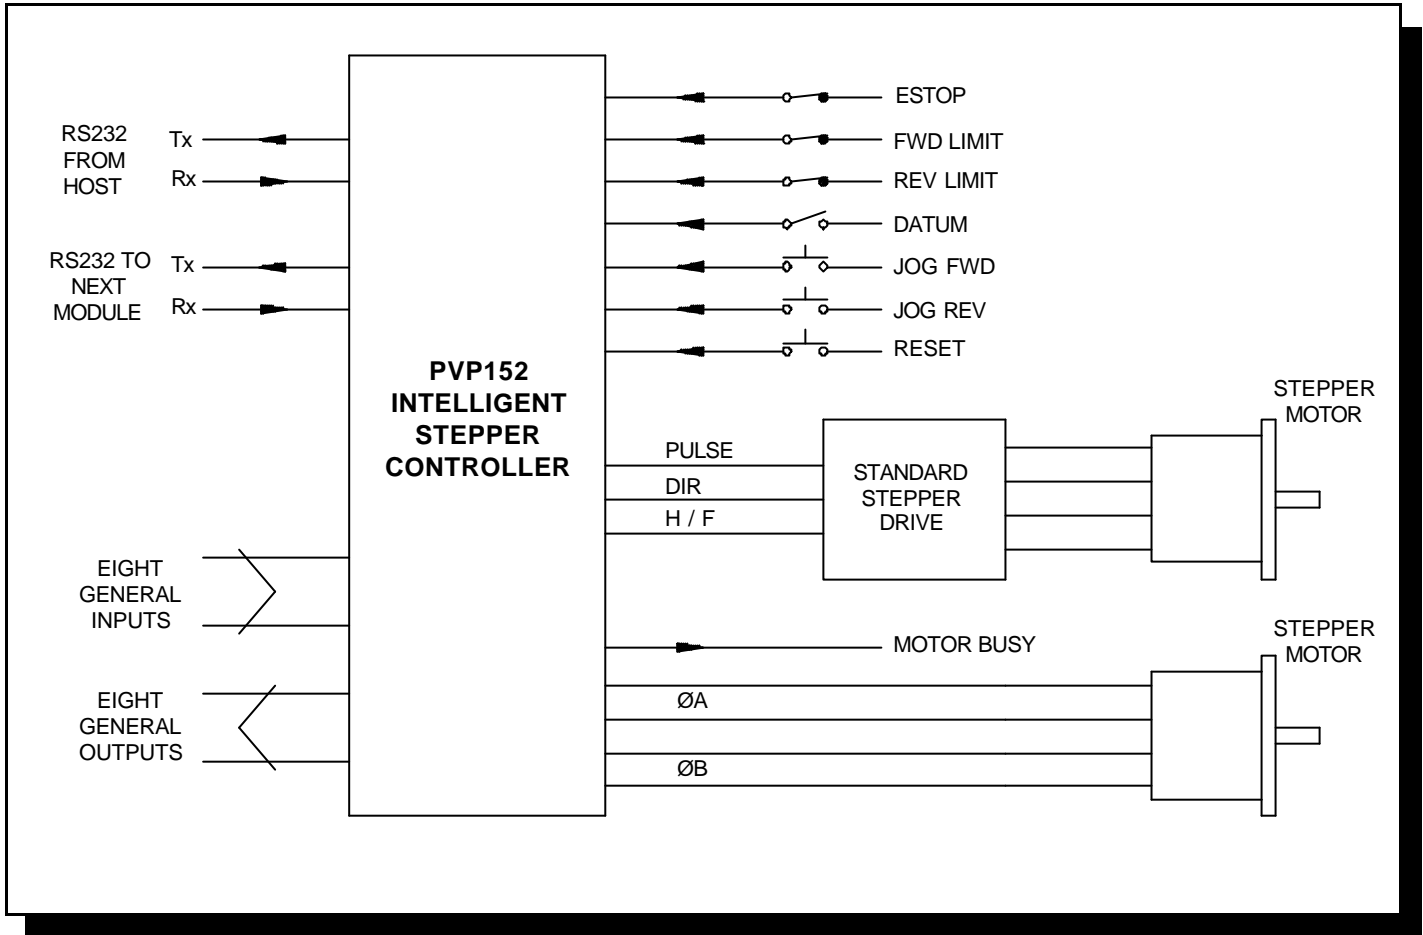 RS232
FROM
HOST
Tx
Rx
RS232 TO
NEXT
MODULE
Tx
Rx
EIGHT
GENERAL
INPUTS
EIGHT
GENERAL
OUTPUTS
PVP152
INTELLIGENT
STEPPER
CONTROLLER
ESTOP
FWD LIMIT
REV LIMIT
DATUM
JOG FWD
JOG REV
RESET
PULSE
DIR
H / F
STANDARD
STEPPER
DRIVE
STEPPER
MOTOR
MOTOR BUSY
ØA
ØB
STEPPER
MOTOR